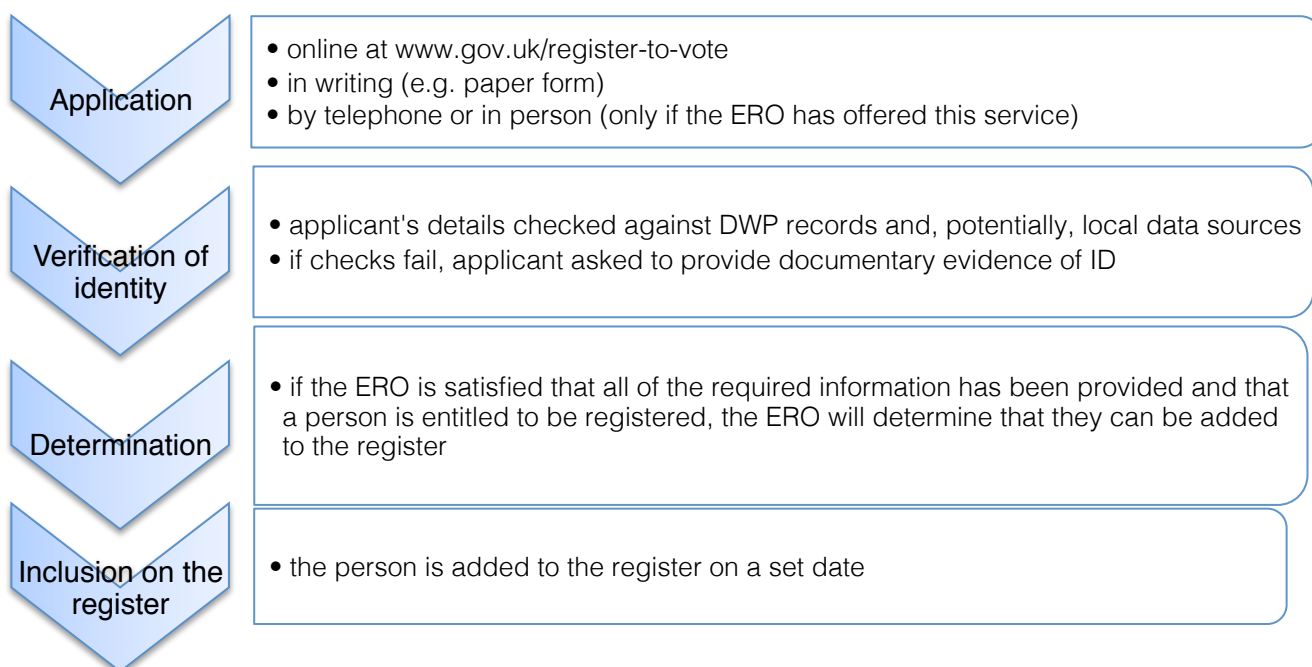 Application
• online at www.gov.uk/register-to-vote
• in writing (e.g. paper form)
• by telephone or in person (only if the ERO has offered this service)
Verification of
identity
• applicant's details checked against DWP records and, potentially, local data sources
• if checks fail, applicant asked to provide documentary evidence of ID
Determination
• if the ERO is satisfied that all of the required information has been provided and that
a person is entitled to be registered, the ERO will determine that they can be added
to the register
Inclusion on the
register
• the person is added to the register on a set date